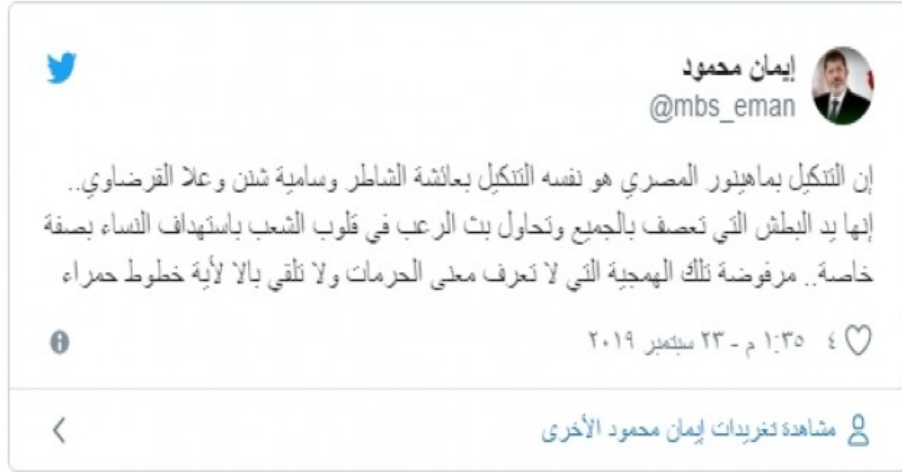 إيمان محمود
@mbs_eman
إن التنكيل بماهينور المصري هو نفسه التنكيل بعائشة الشاطر وسامية شنن وعلا القرضاوي..
إنها يد البطش التي تعصف بالجميع وتحاول بث الرعب في قلوب الشعب باستهداف النساء بصفة
خاصة.. مرفوضة تلك الهمجية التي لا تعرف معنى الحرمات ولا تلقي بالا لأية خطوط حمراء
٤ ١:٣٥ م - ٢٣ سبتمبر ٢٠١٩
مشاهدة تغريدات إيمان محمود الأخرى